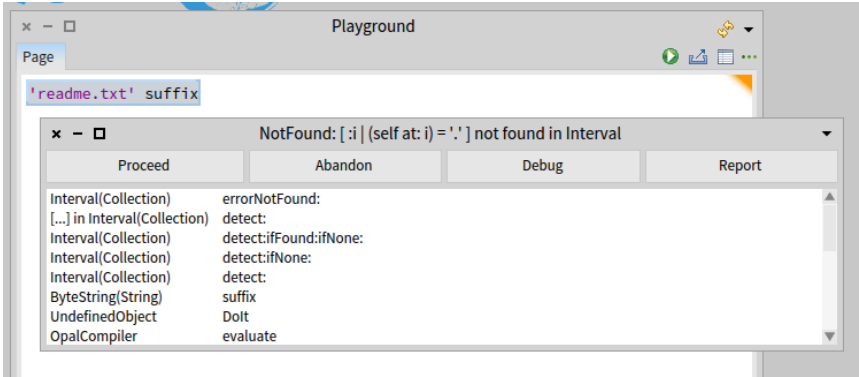 Playground
Page
'readme.txt' suffix
NotFound: [ :i | (self at: i) = '.' ] not found in Interval
Proceed Abandon Debug Report
Interval(Collection) errorNotFound:
[...] in Interval(Collection) detect:
Interval(Collection) detect:ifFound:ifNone:
Interval(Collection) detect:ifNone:
Interval(Collection) detect:
ByteString(String) suffix
UndefinedObject DoIt
OpalCompiler evaluate